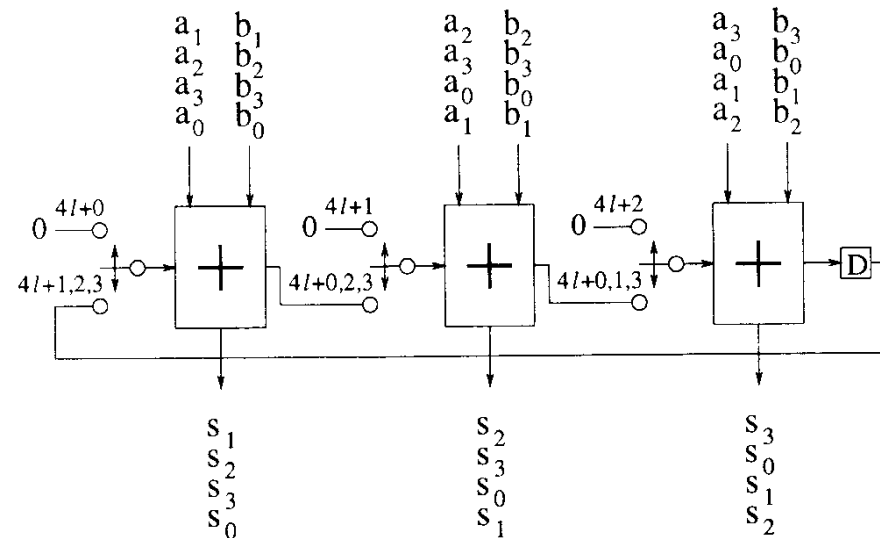 a₁ b₁ a₂ b₂ a₃ b₃
a₂ b₂ a₃ b₃ a₀ b₀
a₃ b₃ a₀ b₀ a₁ b₁
a₀ b₀ a₁ b₁ a₂ b₂
0 4l+0 0 4l+1 0 4l+2
+ + + D
4l+1,2,3 4l+0,2,3 4l+0,1,3
s₁ s₂ s₃
s₂ s₃ s₀
s₃ s₀ s₁
s₀ s₁ s₂